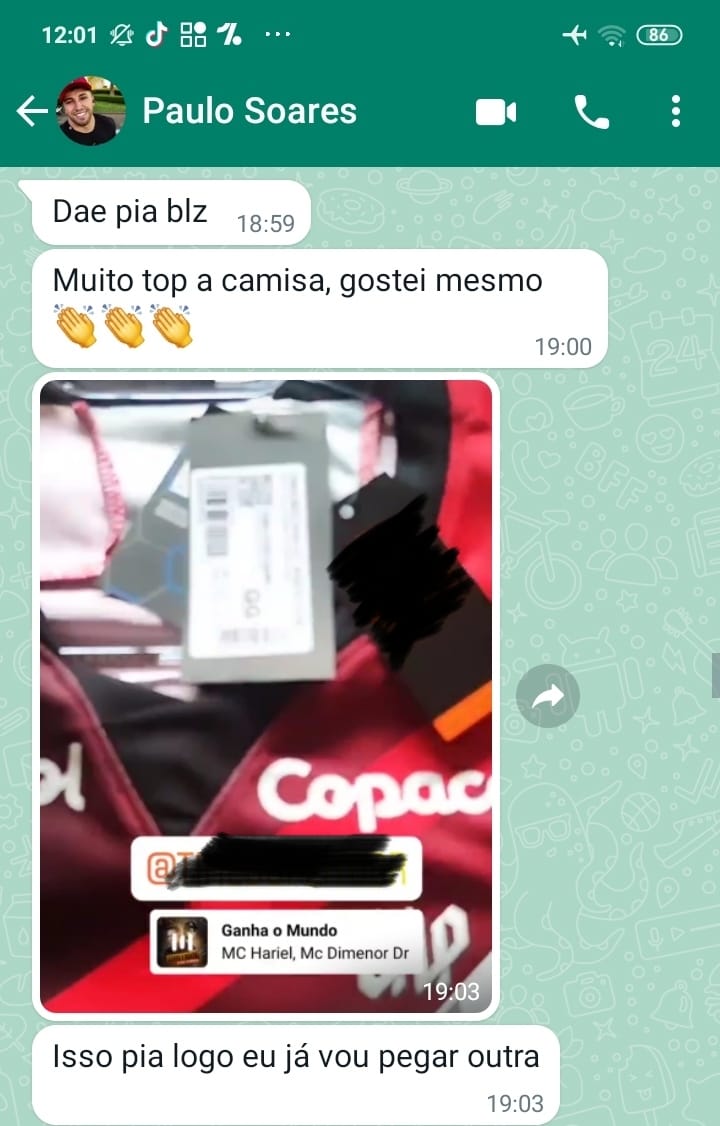 12:01
86
Paulo Soares
Dae pia blz
18:59
Muito top a camisa, gostei mesmo
👏👏👏
19:00
GG
ol
Copac
@T
Ganha o Mundo
MC Hariel, Mc Dimenor Dr
cAp
19:03
Isso pia logo eu já vou pegar outra
19:03